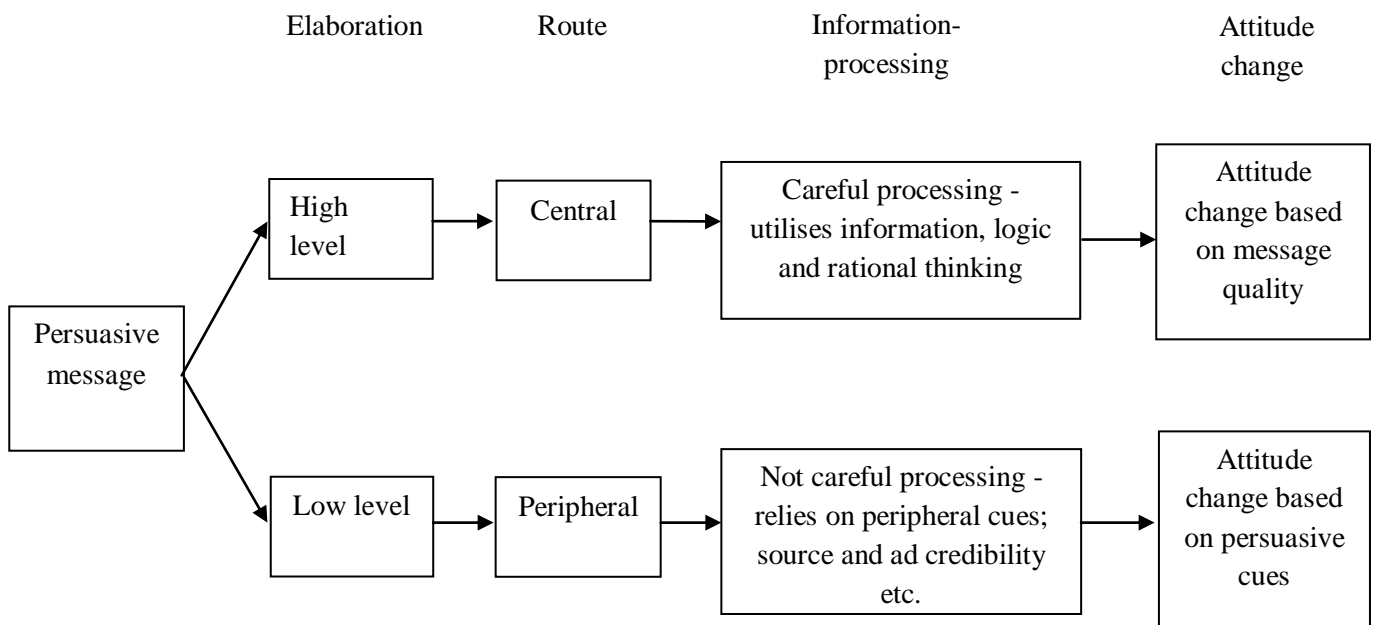 Elaboration
Route
Information-
processing
Attitude
change
Persuasive
message
High
level
Central
Careful processing -
utilises information, logic
and rational thinking
Attitude
change based
on message
quality
Low level
Peripheral
Not careful processing -
relies on peripheral cues;
source and ad credibility
etc.
Attitude
change based
on persuasive
cues